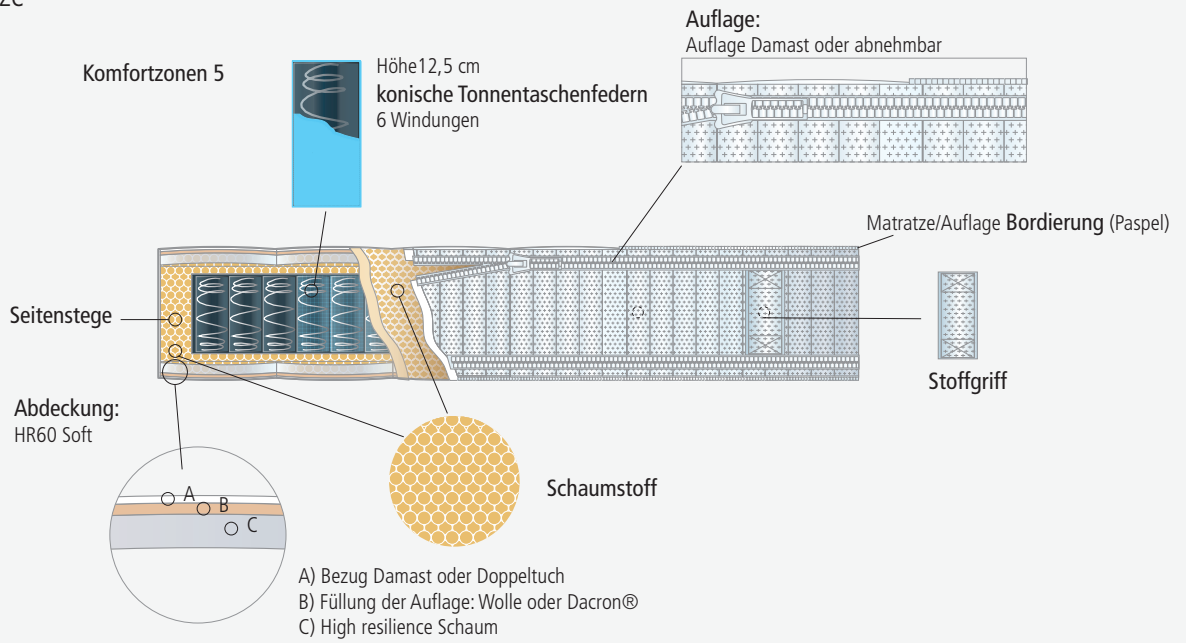 Auflage:
Auflage Damast oder abnehmbar
Komfortzonen 5
Höhe12,5 cm
konische Tonnentaschenfedern
6 Windungen
Matratze/Auflage Bordierung (Paspel)
Seitenstege
Stoffgriff
Abdeckung:
HR60 Soft
Schaumstoff
A
B
C
A) Bezug Damast oder Doppeltuch
B) Füllung der Auflage: Wolle oder Dacron®
C) High resilience Schaum